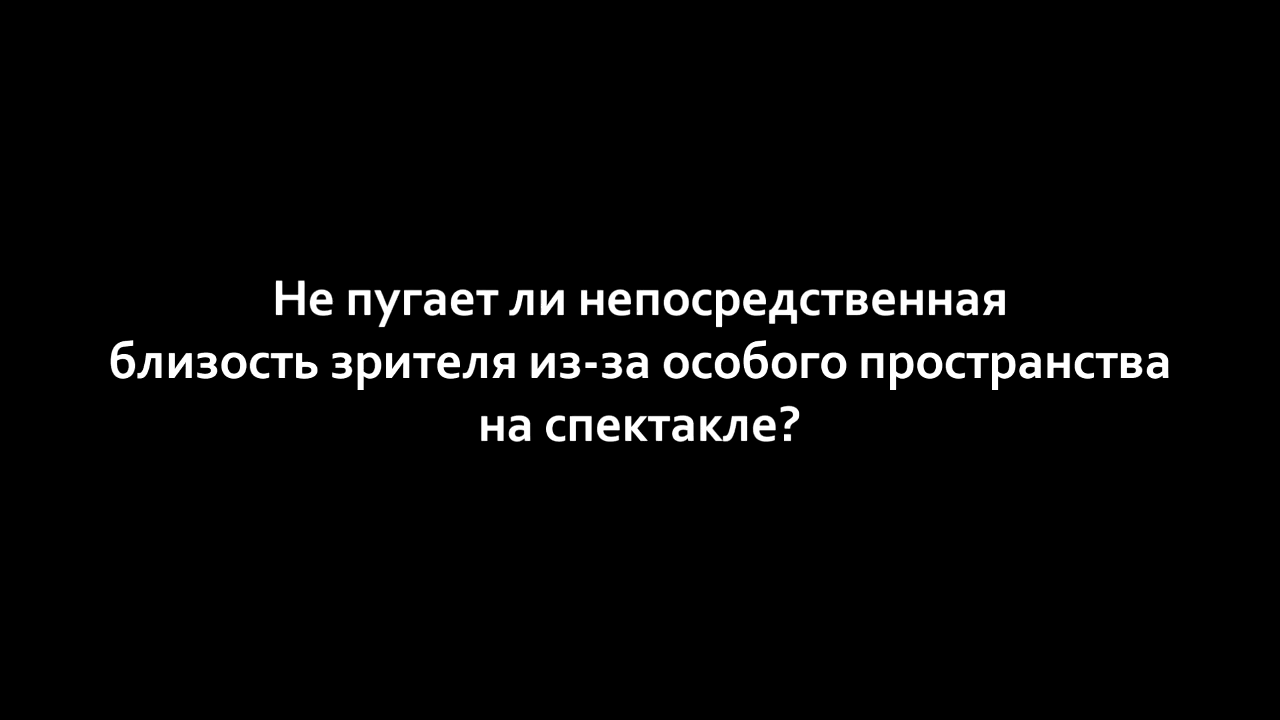 Не пугает ли непосредственная
близость зрителя из-за особого пространства
на спектакле?